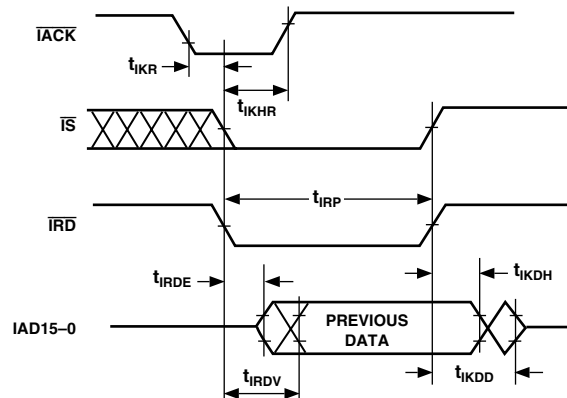 IACK
tIKR
tIKHR
IS
tIRP
IRD
tIRDE
tIKDH
IAD15–0
PREVIOUS
DATA
tIKDD
tIRDV